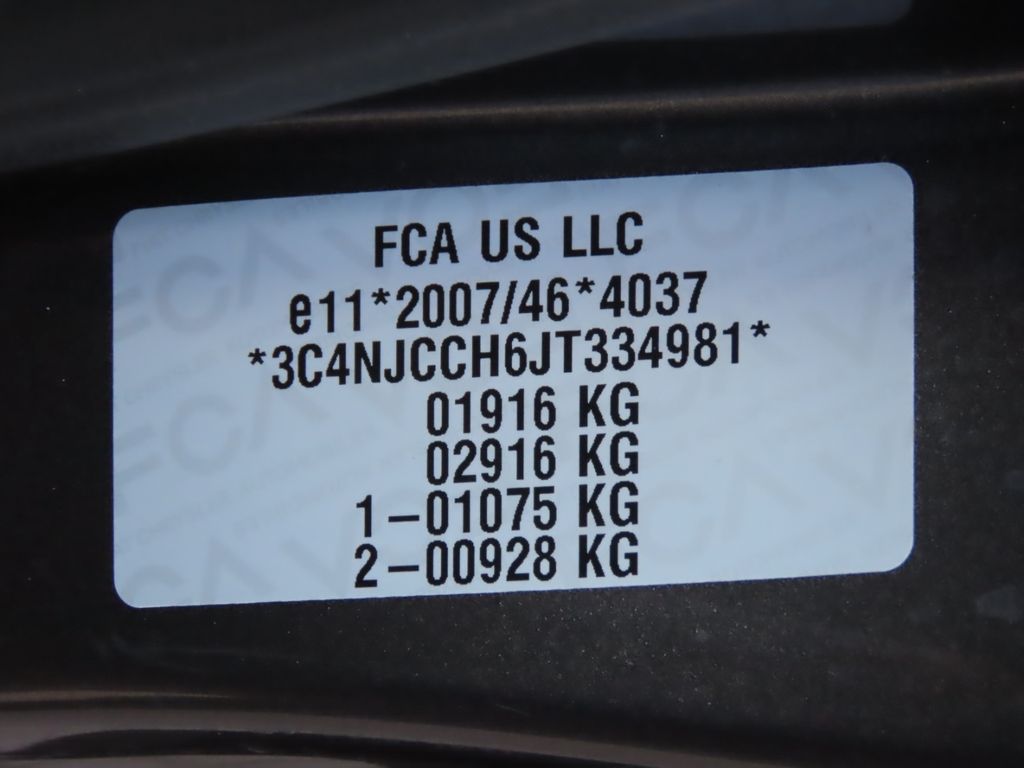 FCA US LLC
e11*2007/46*4037
*3C4NJCCH6JT334981*
01916 KG
02916 KG
1-01075 KG
2-00928 KG